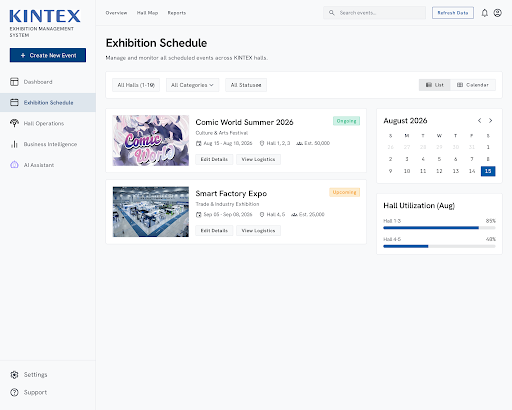 KINTEX
EXHIBITION MANAGEMENT
SYSTEM
+ Create New Event
Dashboard
Exhibition Schedule
Hall Operations
Business Intelligence
AI Assistant
Settings
Support
Overview
Hall Map
Reports
Search events...
Refresh Data
Exhibition Schedule
Manage and monitor all scheduled events across KINTEX halls.
All Halls (1-10)
All Categories
All Statuses
List
Calendar
Comic World
Comic World Summer 2026
Ongoing
Culture & Arts Festival
Aug 15 - Aug 18, 2026
Hall 1, 2, 3
Est. 50,000
Edit Details
View Logistics
Smart Factory Expo
Upcoming
Trade & Industry Exhibition
Sep 05 - Sep 08, 2026
Hall 4, 5
Est. 25,000
Edit Details
View Logistics
August 2026
S M T W T F S
26 27 28 29 30 31 1
2 3 4 5 6 7 8
9 10 11 12 13 14 15
Hall Utilization (Aug)
Hall 1-3 85%
Hall 4-5 40%